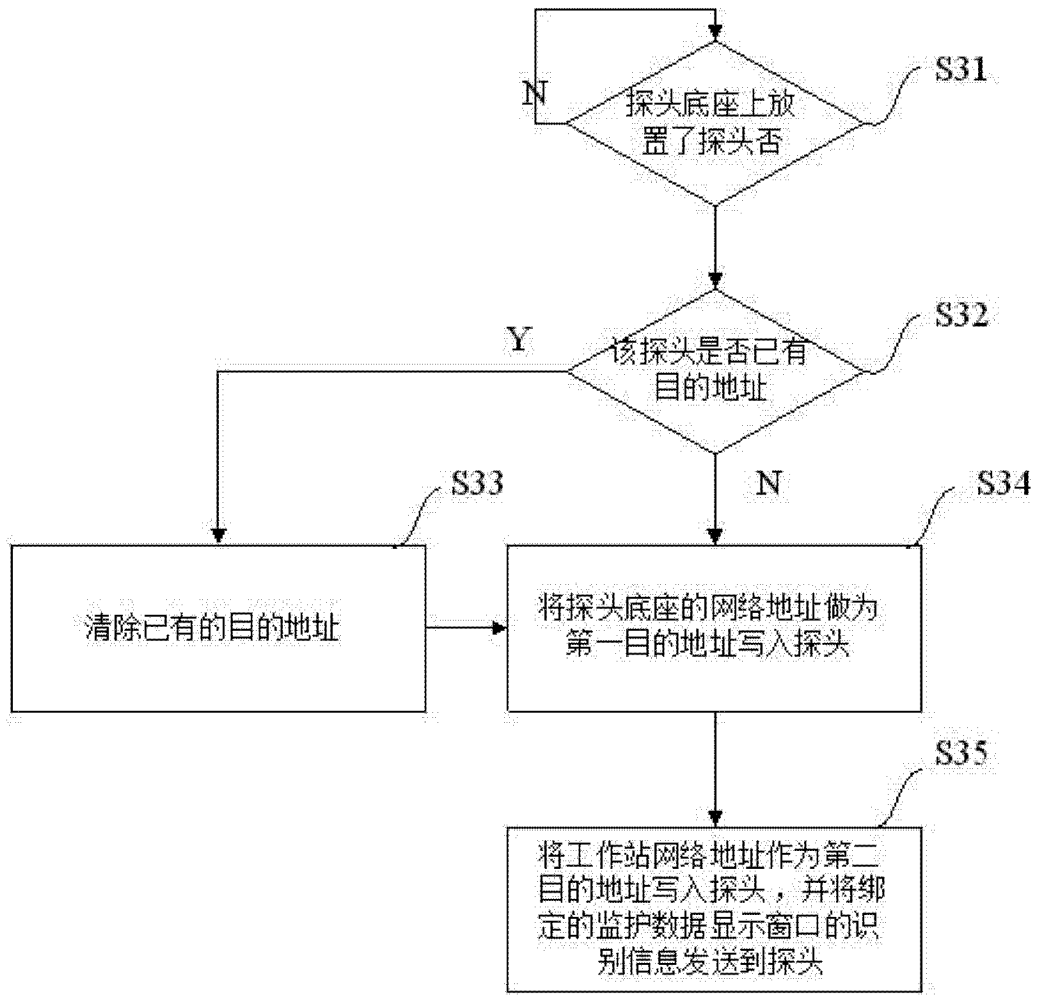 S31
N
探头底座上放
置了探头否
S32
Y
该探头是否已有
目的地址
N
S33
S34
清除已有的目的地址
将探头底座的网络地址做为
第一目的地址写入探头
S35
将工作站网络地址作为第二
目的地址写入探头，并将绑
定的监护数据显示窗口的识
别信息发送到探头